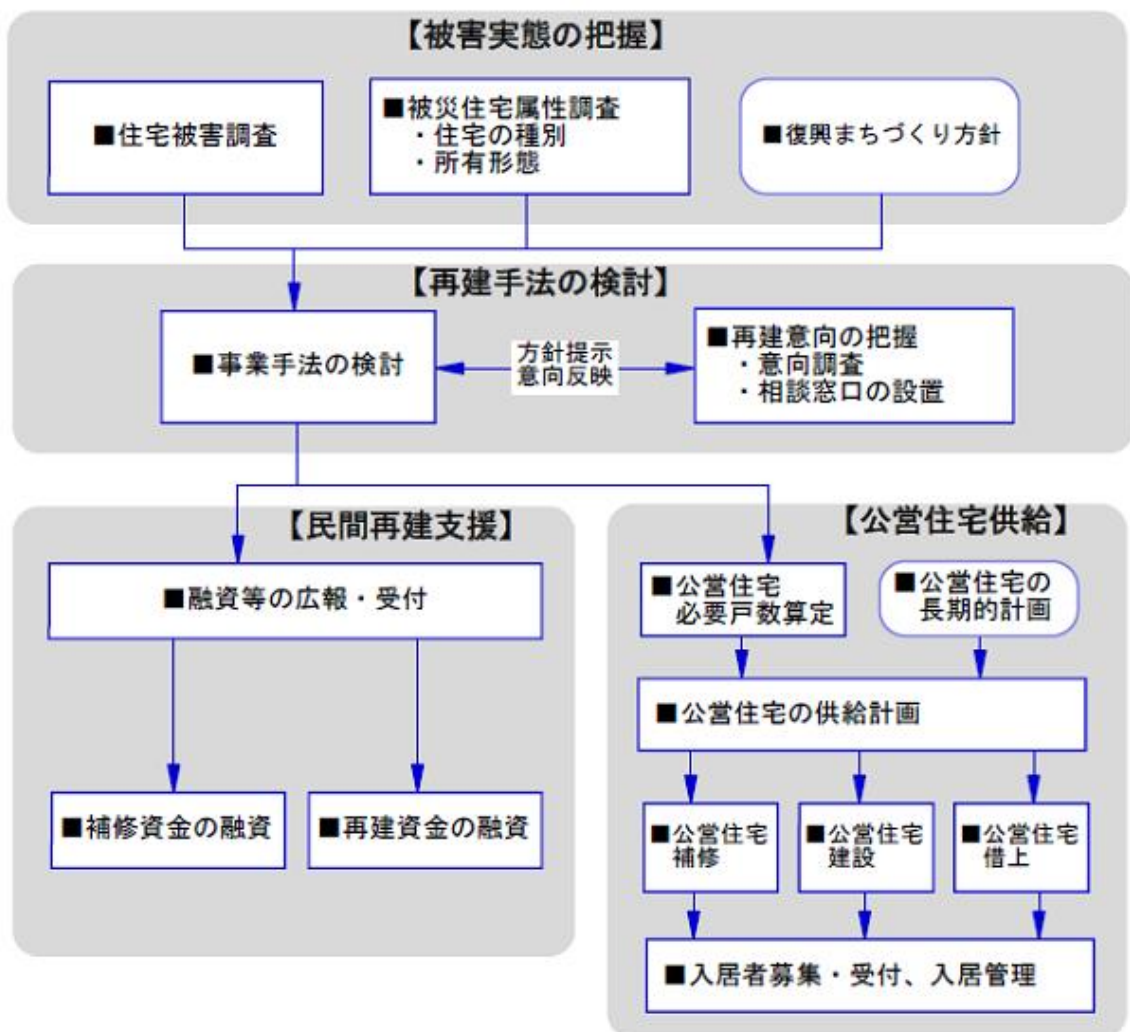 【被害実態の把握】
■住宅被害調査
■被災住宅属性調査
・住宅の種別
・所有形態
■復興まちづくり方針
【再建手法の検討】
■事業手法の検討
方針提示
意向反映
■再建意向の把握
・意向調査
・相談窓口の設置
【民間再建支援】
■融資等の広報・受付
■補修資金の融資
■再建資金の融資
【公営住宅供給】
■公営住宅
必要戸数算定
■公営住宅の
長期的計画
■公営住宅の供給計画
■公営住宅
補修
■公営住宅
建設
■公営住宅
借上
■入居者募集・受付、入居管理